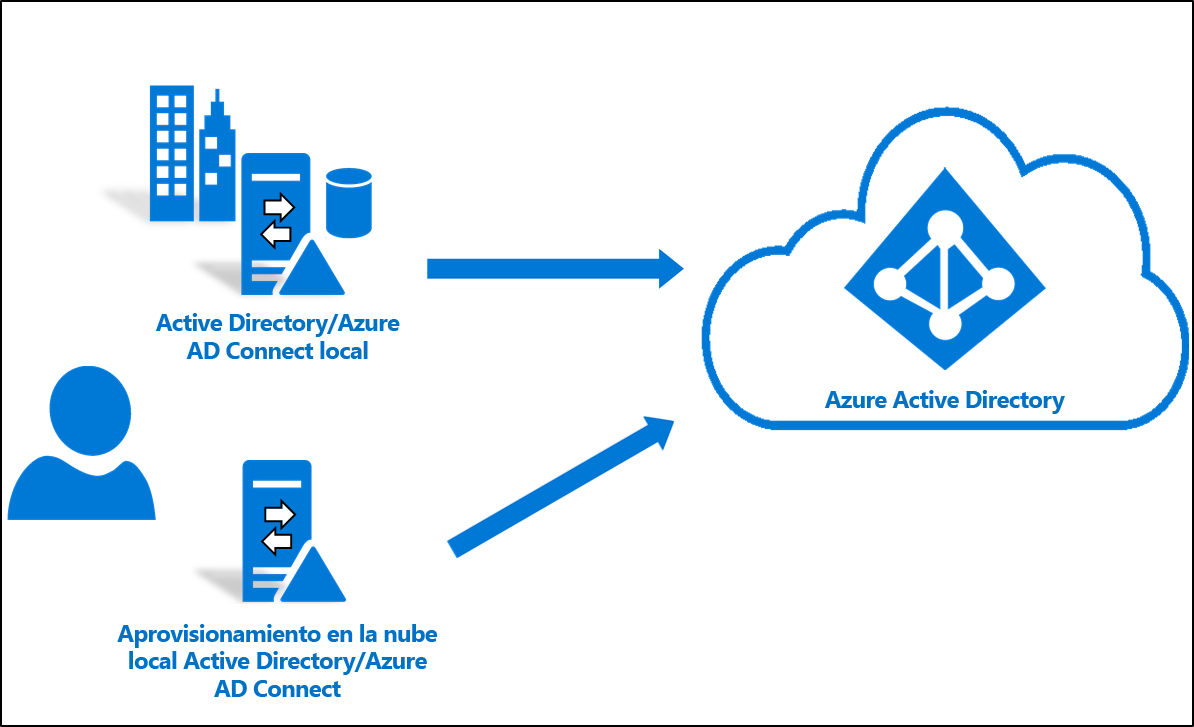 Active Directory/Azure
AD Connect local
Azure Active Directory
Aprovisionamiento en la nube
local Active Directory/Azure
AD Connect